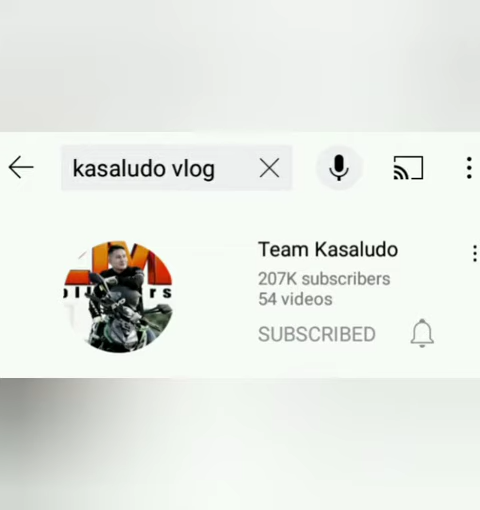 kasaludo vlog
Team Kasaludo
207K subscribers
54 videos
SUBSCRIBED